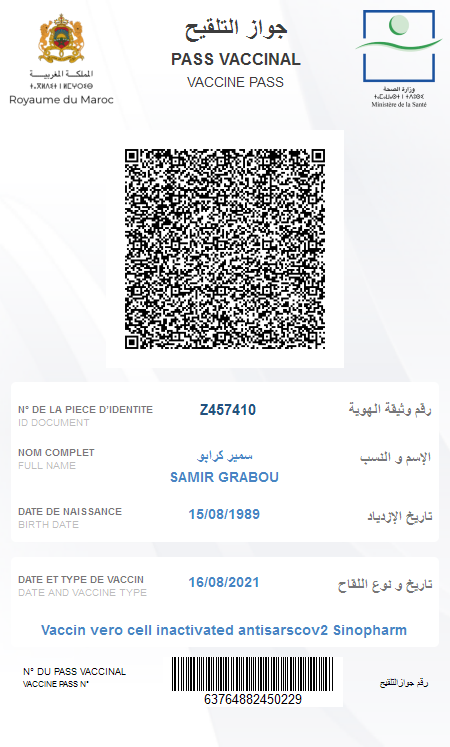 جواز التلقيح
PASS VACCINAL
VACCINE PASS
المملكة المغربية
ⵜⴰⴳⵍⴷⵉⵜ ⵏ ⵍⵎⵖⵔⵉⴱ
Royaume du Maroc
وزارة الصحة
Ministère de la Santé
N° DE LA PIECE D'IDENTITE Z457410 رقم وثيقة الهوية
ID DOCUMENT
NOM COMPLET سمير كرابو الإسم و النسب
FULL NAME SAMIR GRABOU
DATE DE NAISSANCE 15/08/1989 تاريخ الإزدياد
BIRTH DATE
DATE ET TYPE DE VACCIN 16/08/2021 تاريخ و نوع اللقاح
DATE AND VACCINE TYPE
Vaccin vero cell inactivated antisarscov2 Sinopharm
N° DU PASS VACCINAL رقم جوازالتلقيح
VACCINE PASS N°
63764882450229